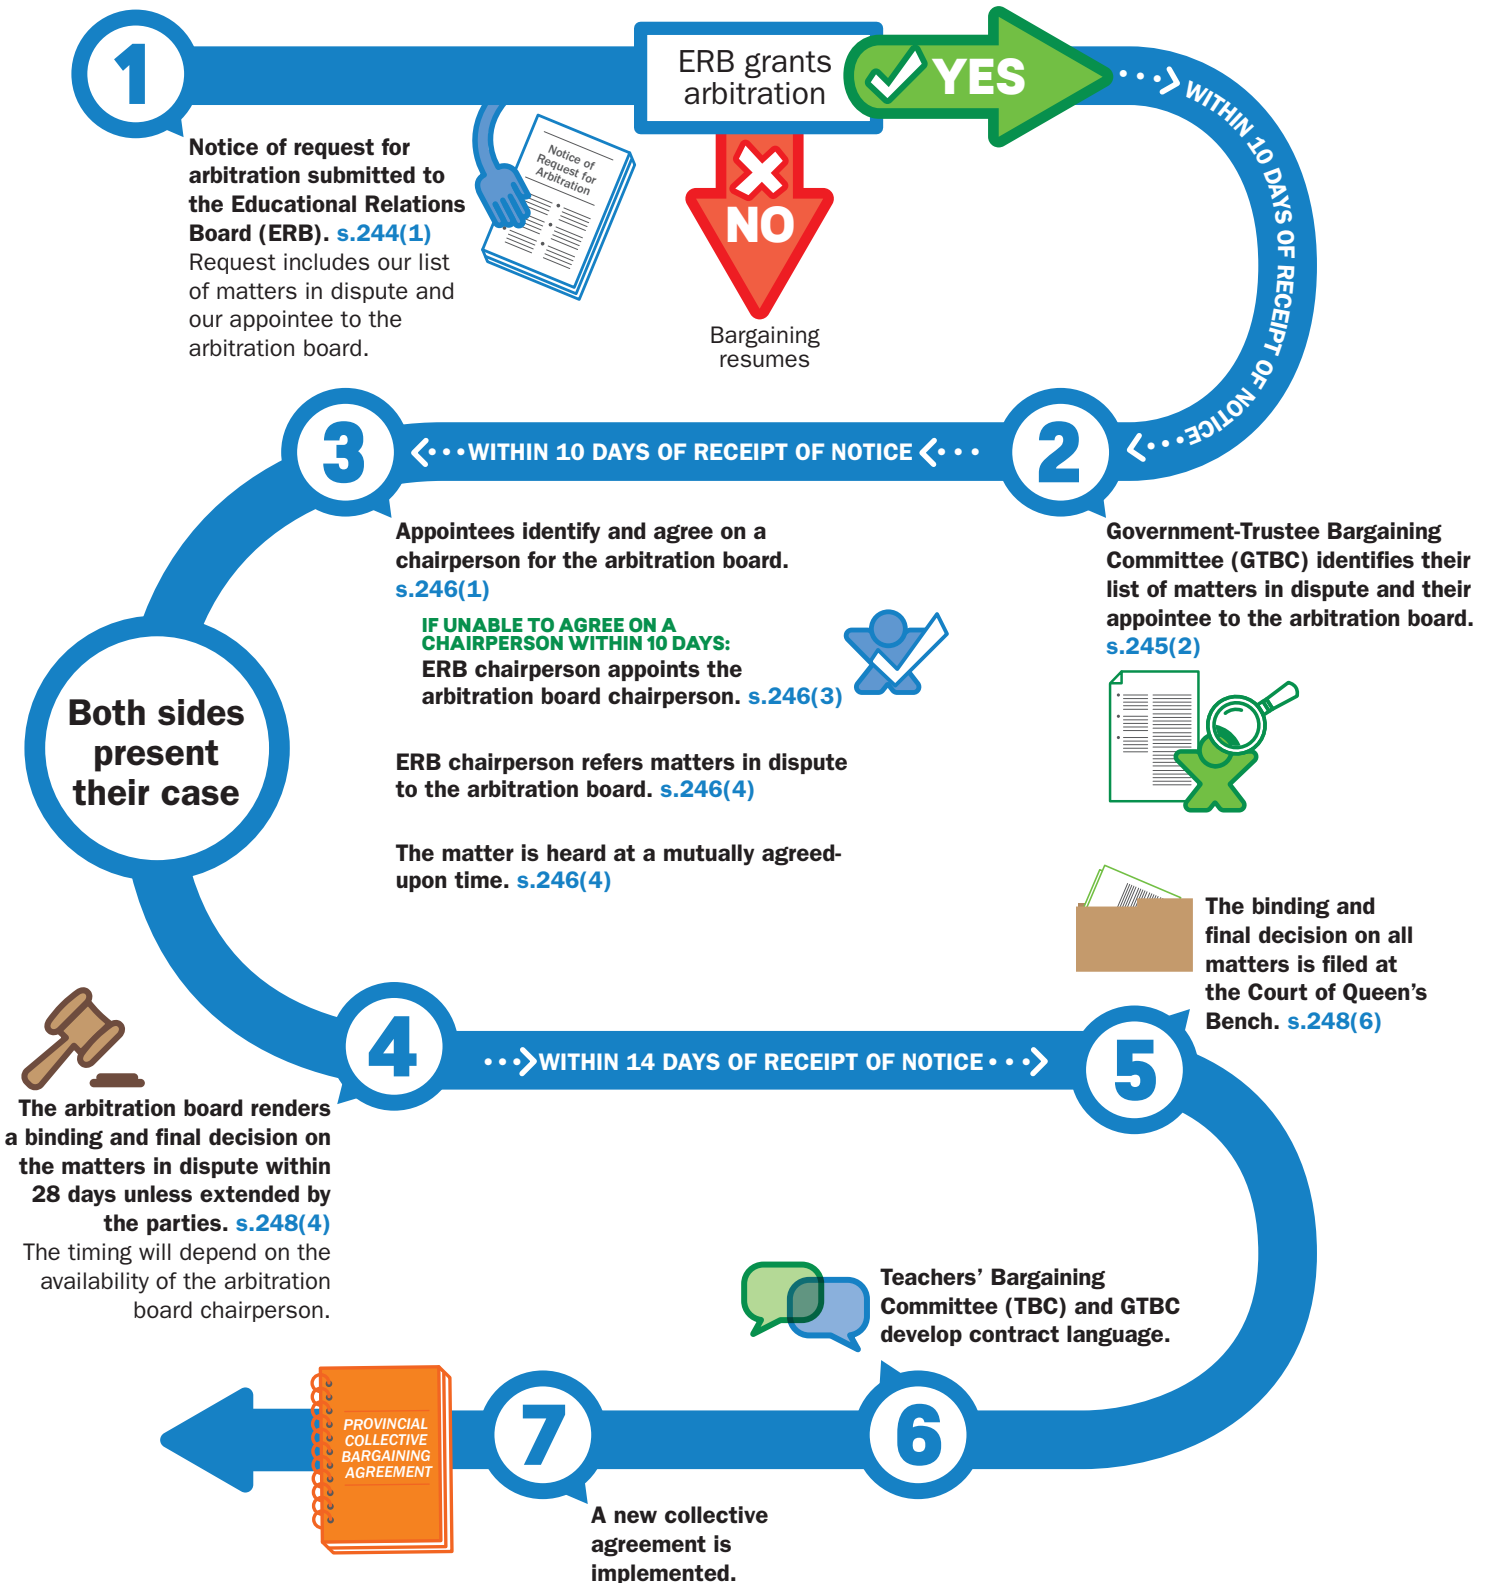 1
ERB grants
arbitration
YES
WITHIN 10 DAYS OF RECEIPT OF NOTICE
NO
Bargaining
resumes
Notice of request for
arbitration submitted to
the Educational Relations
Board (ERB). s.244(1)
Request includes our list
of matters in dispute and
our appointee to the
arbitration board.
Notice of
Request for
Arbitration
2
Government-Trustee Bargaining
Committee (GTBC) identifies their
list of matters in dispute and their
appointee to the arbitration board.
s.245(2)
WITHIN 10 DAYS OF RECEIPT OF NOTICE
3
Appointees identify and agree on a
chairperson for the arbitration board.
s.246(1)
IF UNABLE TO AGREE ON A
CHAIRPERSON WITHIN 10 DAYS:
ERB chairperson appoints the
arbitration board chairperson. s.246(3)
ERB chairperson refers matters in dispute
to the arbitration board. s.246(4)
The matter is heard at a mutually agreed-
upon time. s.246(4)
Both sides
present
their case
4
The arbitration board renders
a binding and final decision on
the matters in dispute within
28 days unless extended by
the parties. s.248(4)
The timing will depend on the
availability of the arbitration
board chairperson.
WITHIN 14 DAYS OF RECEIPT OF NOTICE
5
The binding and
final decision on all
matters is filed at
the Court of Queen’s
Bench. s.248(6)
6
Teachers’ Bargaining
Committee (TBC) and GTBC
develop contract language.
7
A new collective
agreement is
implemented.
PROVINCIAL
COLLECTIVE
BARGAINING
AGREEMENT